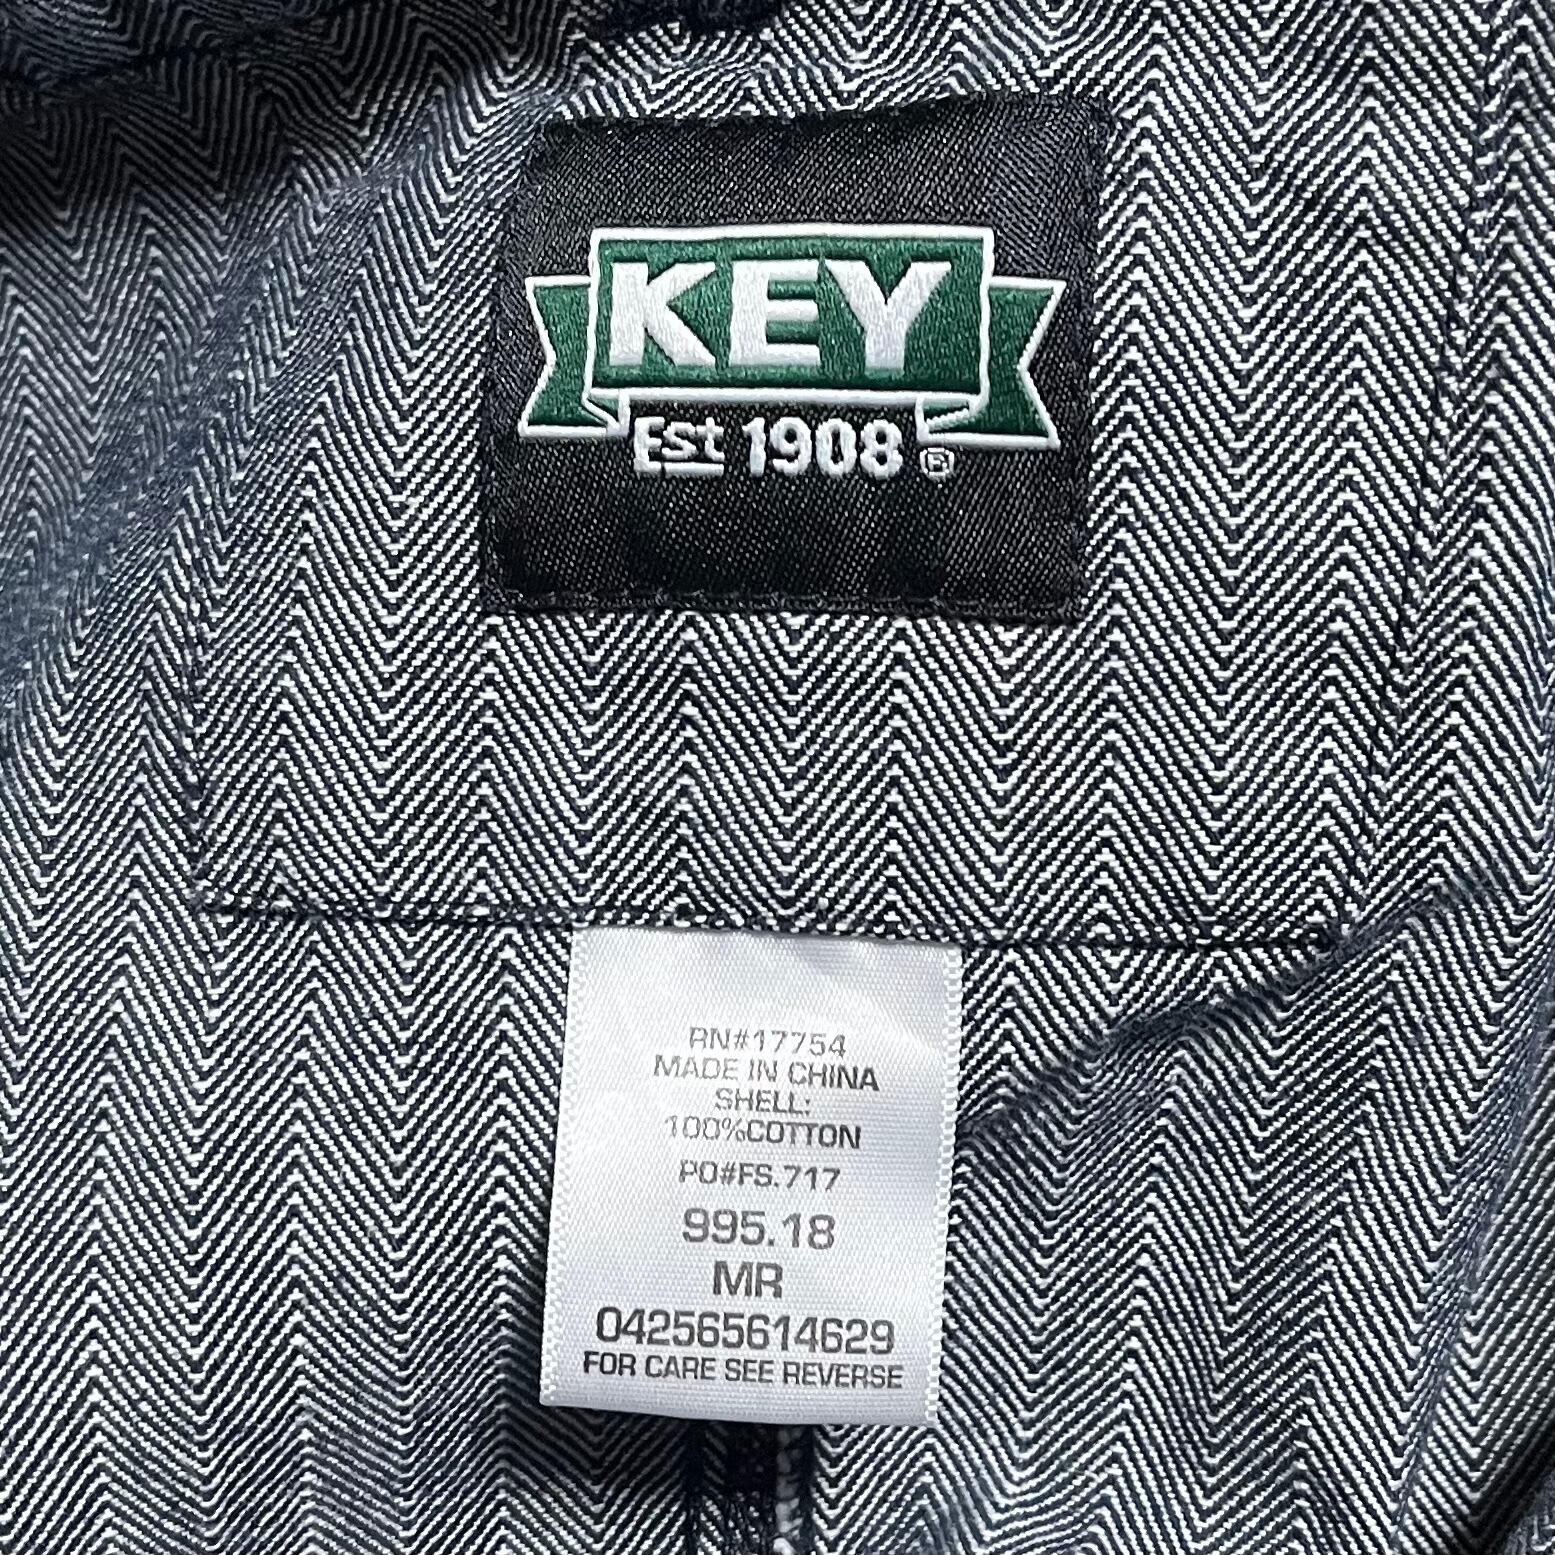 KEY
Est 1908 ®
RN#17754
MADE IN CHINA
SHELL:
100%COTTON
PO#FS.717
995.18
MR
042565614629
FOR CARE SEE REVERSE